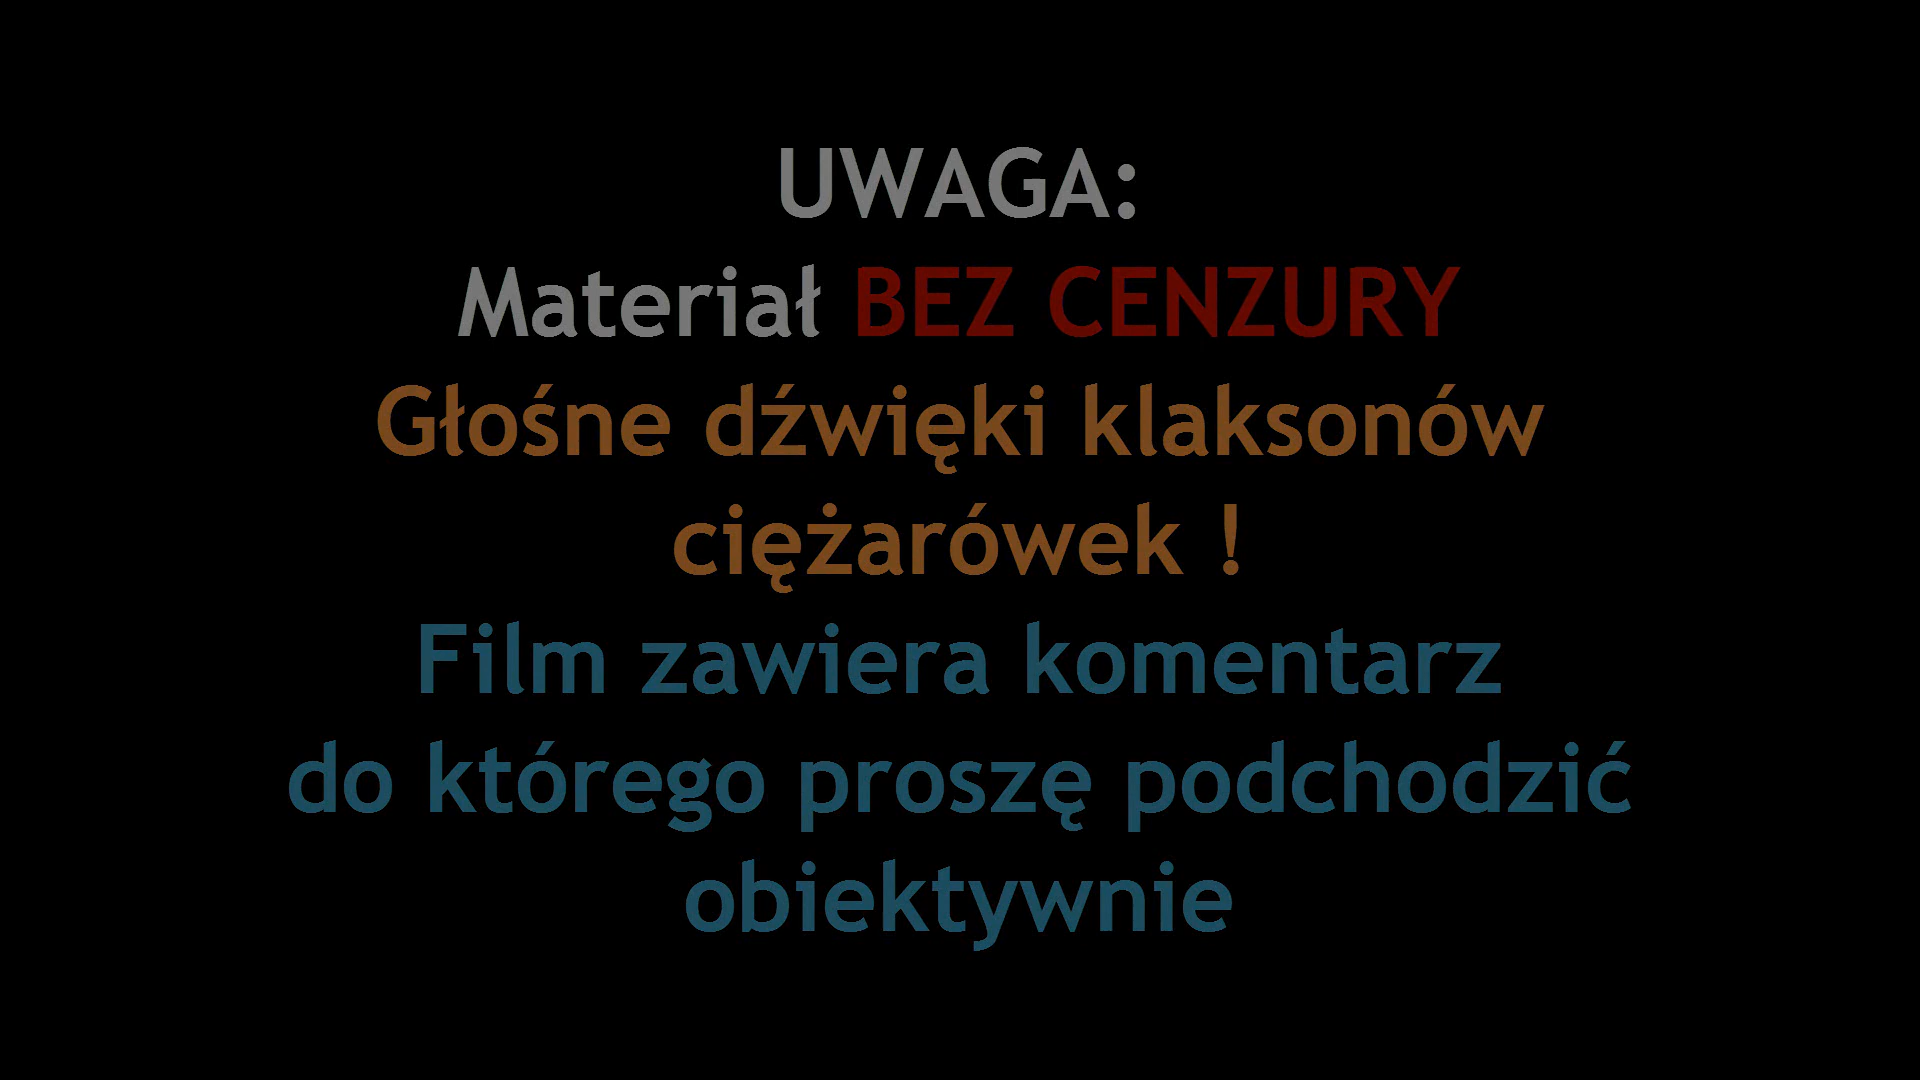 UWAGA:
Materiał BEZ CENZURY
Głośne dźwięki klaksonów
ciężarówek !
Film zawiera komentarz
do którego proszę podchodzić
obiektywnie